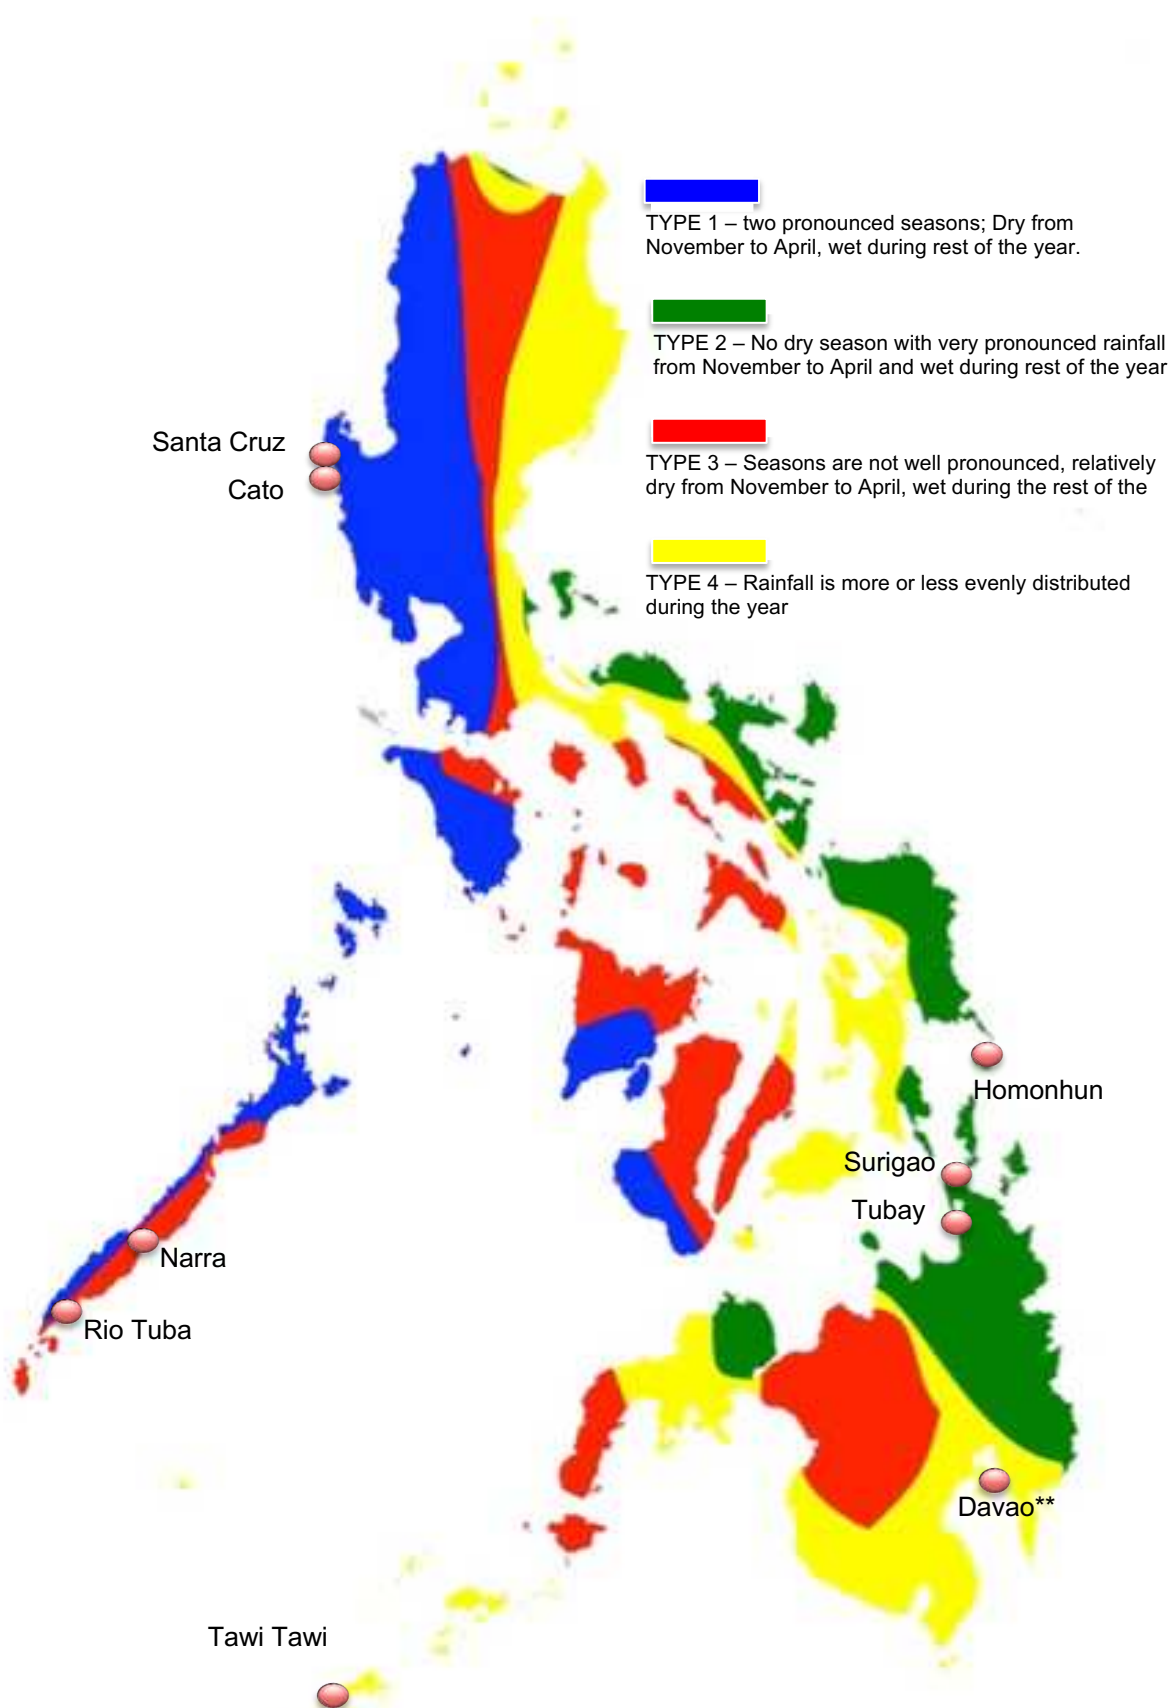 TYPE 1 – two pronounced seasons; Dry from
November to April, wet during rest of the year.
TYPE 2 – No dry season with very pronounced rainfall
from November to April and wet during rest of the year
Santa Cruz
Cato
TYPE 3 – Seasons are not well pronounced, relatively
dry from November to April, wet during the rest of the
TYPE 4 – Rainfall is more or less evenly distributed
during the year
Homonhun
Surigao
Tubay
Narra
Rio Tuba
Davao**
Tawi Tawi